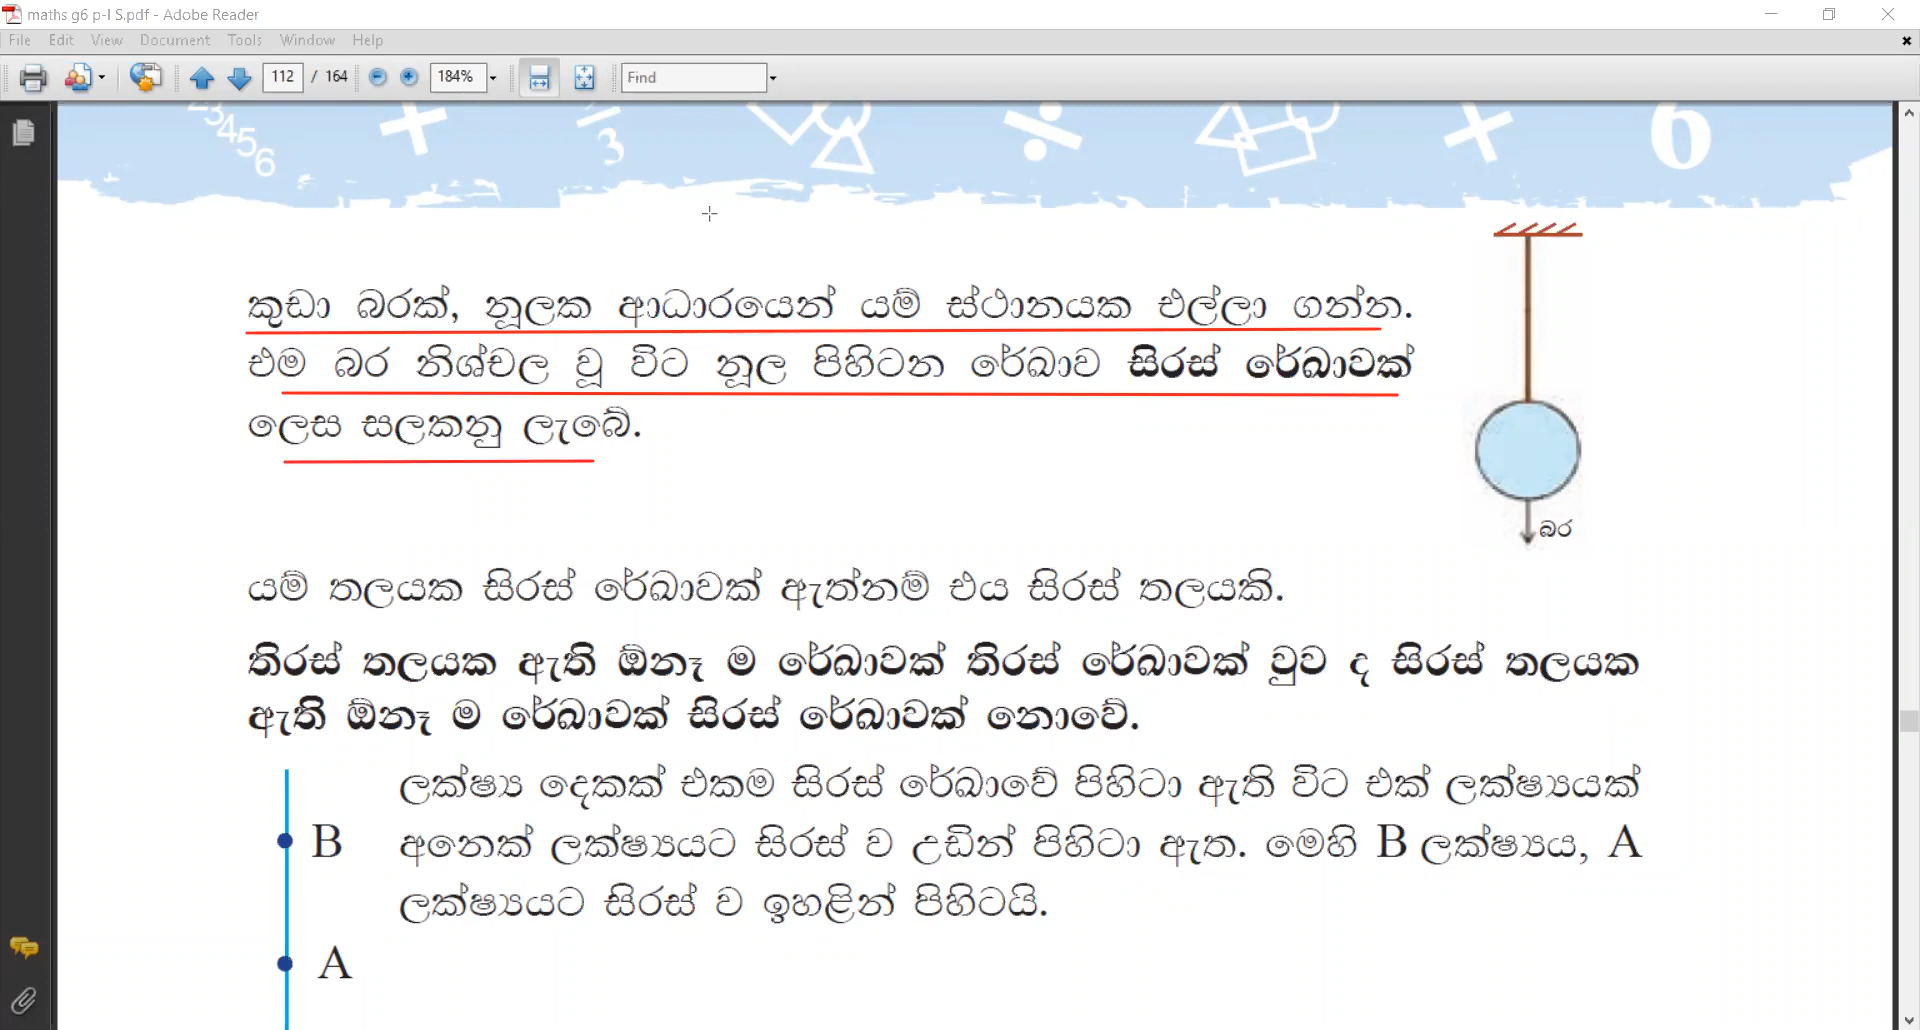 maths g6 p-I S.pdf - Adobe Reader
File Edit View Document Tools Window Help
112 / 164 184% Find
23456 3 6
කුඩා බරක්, නූලක ආධාරයෙන් යම් ස්ථානයක එල්ලා ගන්න.
එම බර නිශ්චල වූ විට නූල පිහිටන රේඛාව සිරස් රේඛාවක්
ලෙස සලකනු ලැබේ.
බර
යම් තලයක සිරස් රේඛාවක් ඇත්නම් එය සිරස් තලයකි.
තිරස් තලයක ඇති ඕනෑ ම රේඛාවක් තිරස් රේඛාවක් වුව ද සිරස් තලයක
ඇති ඕනෑ ම රේඛාවක් සිරස් රේඛාවක් නොවේ.
ලක්ෂ්‍ය දෙකක් එකම සිරස් රේඛාවේ පිහිටා ඇති විට එක් ලක්ෂ්‍යයක්
B අනෙක් ලක්ෂ්‍යයට සිරස් ව උඩින් පිහිටා ඇත. මෙහි B ලක්ෂ්‍යය, A
ලක්ෂ්‍යයට සිරස් ව ඉහළින් පිහිටයි.
A